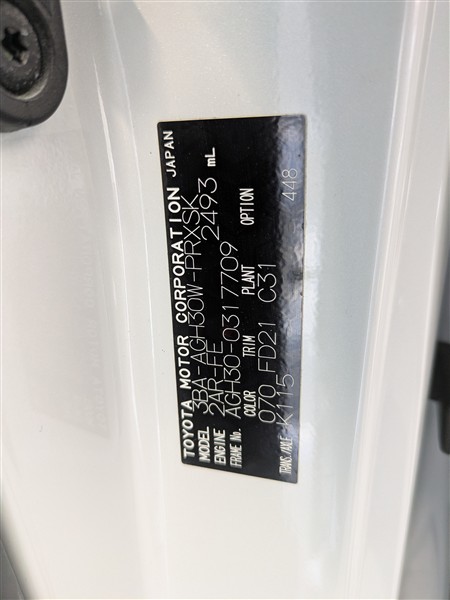 TOYOTA MOTOR CORPORATION JAPAN
MODEL 3BA-AGH30W-PRXSK
ENGINE 2AR-FE 2493 mL
FRAME No. AGH30-0317709
COLOR TRIM PLANT OPTION
070 FD21 C31 448
TRANS./AXLE K115